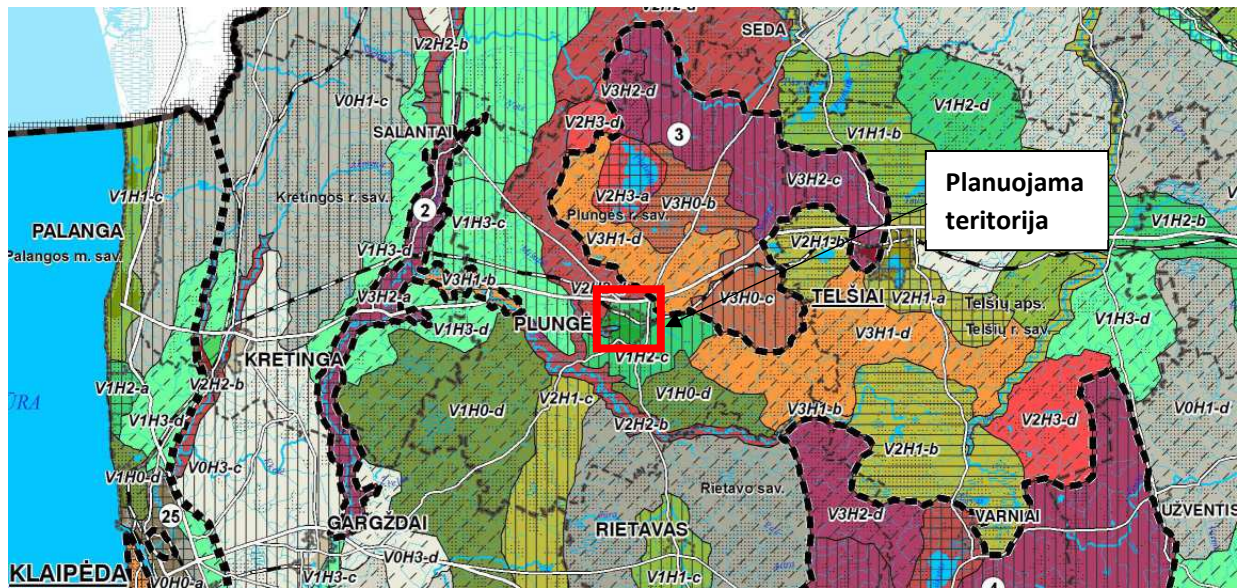 V2H2-d
SEDA
V2H2-b
V0H1-c
V3H2-d
V1H2-d
V2H3-d
V1H1-b
SALANTAI
3
Planuojama
teritorija
V2H3-a
V3H2-c
Kretingos r. sav.
V3H0-b
V1H1-c
2
V1H3-c
Plungės r. sav.
V1H2-b
PALANGA
V3H1-d
V2H1-b
Palangos m. sav.
V1H3-d
V3H1-b
V3H0-c
TELŠIAI
V2H1-a
Telšių aps.
V3H2-a
PLUNGĖ
Telšių r. sav.
V1H3-d
V1H3-d
V3H1-d
KRETINGA
V1H2-c
V1H2-a
V2H2-b
V1H0-d
V1H0-d
V2H1-c
V3H1-b
V2H3-d
V0H1-d
V1H3-d
V2H2-b
V2H1-b
V0H3-c
V1H0-d
Rietavo sav.
25
GARGŽDAI
RIETAVAS
V3H2-d
VARNIAI
UŽVENTIS
V0H3-d
KLAIPĖDA
V0H0-a
V1H3-c
V1H1-c
4